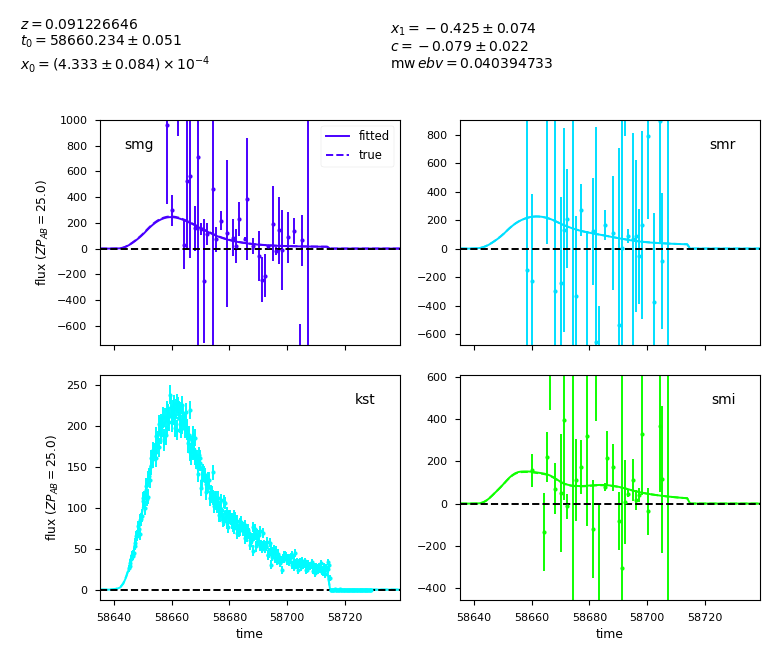 z = 0.091226646
t₀ = 58660.234 ± 0.051
x₀ = (4.333 ± 0.084) × 10⁻⁴
x₁ = −0.425 ± 0.074
c = −0.079 ± 0.022
mw ebv = 0.040394733
1000
800
600
400
200
0
−200
−400
−600
flux (ZP_AB = 25.0)
smg
fitted
true
800
600
400
200
0
−200
−400
−600
smr
250
200
150
100
50
0
flux (ZP_AB = 25.0)
kst
58640 58660 58680 58700 58720
time
600
400
200
0
−200
−400
smi
58640 58660 58680 58700 58720
time